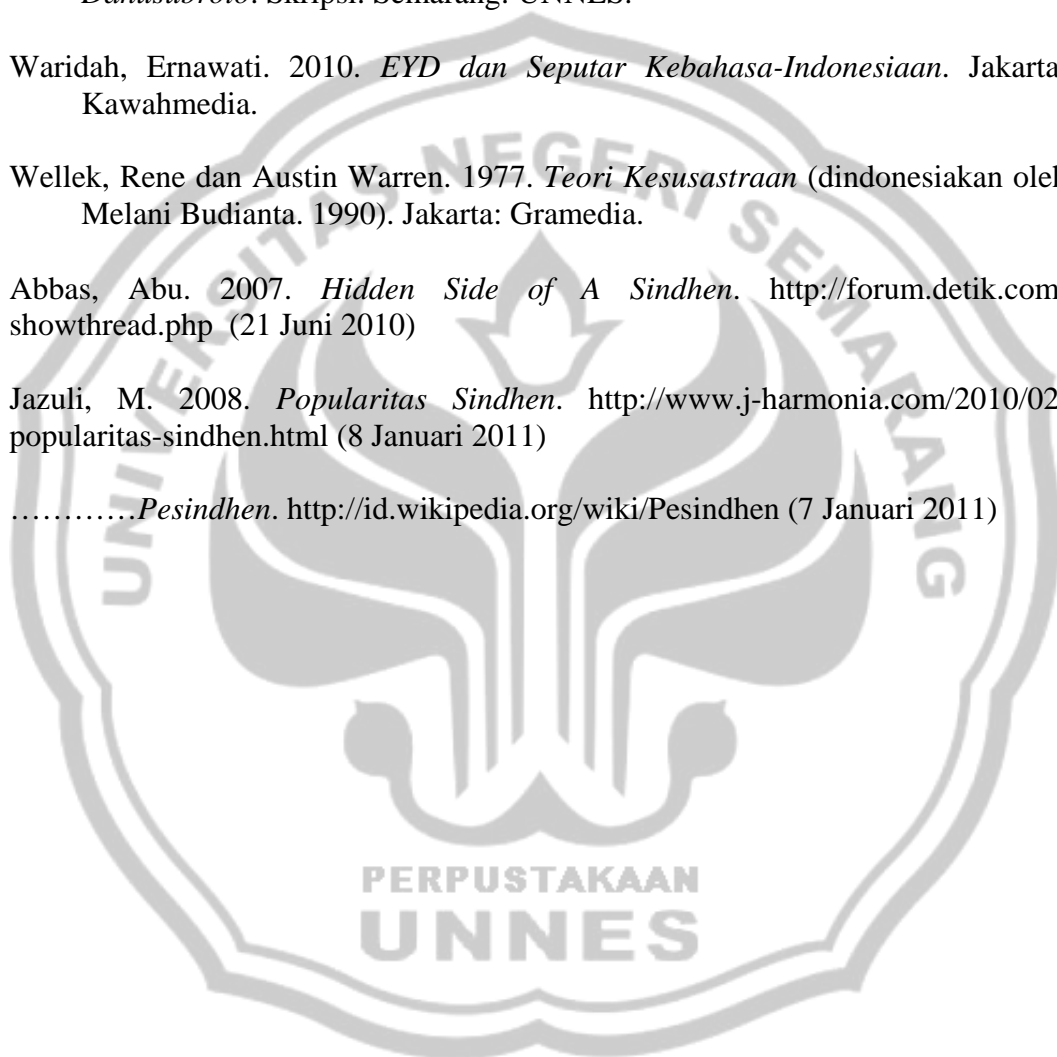 Danusubroto. Skripsi. Semarang: UNNES.
Waridah, Ernawati. 2010. EYD dan Seputar Kebahasa-Indonesiaan. Jakarta
Kawahmedia.
Wellek, Rene dan Austin Warren. 1977. Teori Kesusastraan (dindonesiakan oleh
Melani Budianta. 1990). Jakarta: Gramedia.
Abbas, Abu. 2007. Hidden Side of A Sindhen. http://forum.detik.com
showthread.php (21 Juni 2010)
Jazuli, M. 2008. Popularitas Sindhen. http://www.j-harmonia.com/2010/02
popularitas-sindhen.html (8 Januari 2011)
………….Pesindhen. http://id.wikipedia.org/wiki/Pesindhen (7 Januari 2011)
UNIVERSITAS NEGERI SEMARANG
PERPUSTAKAAN
UNNES